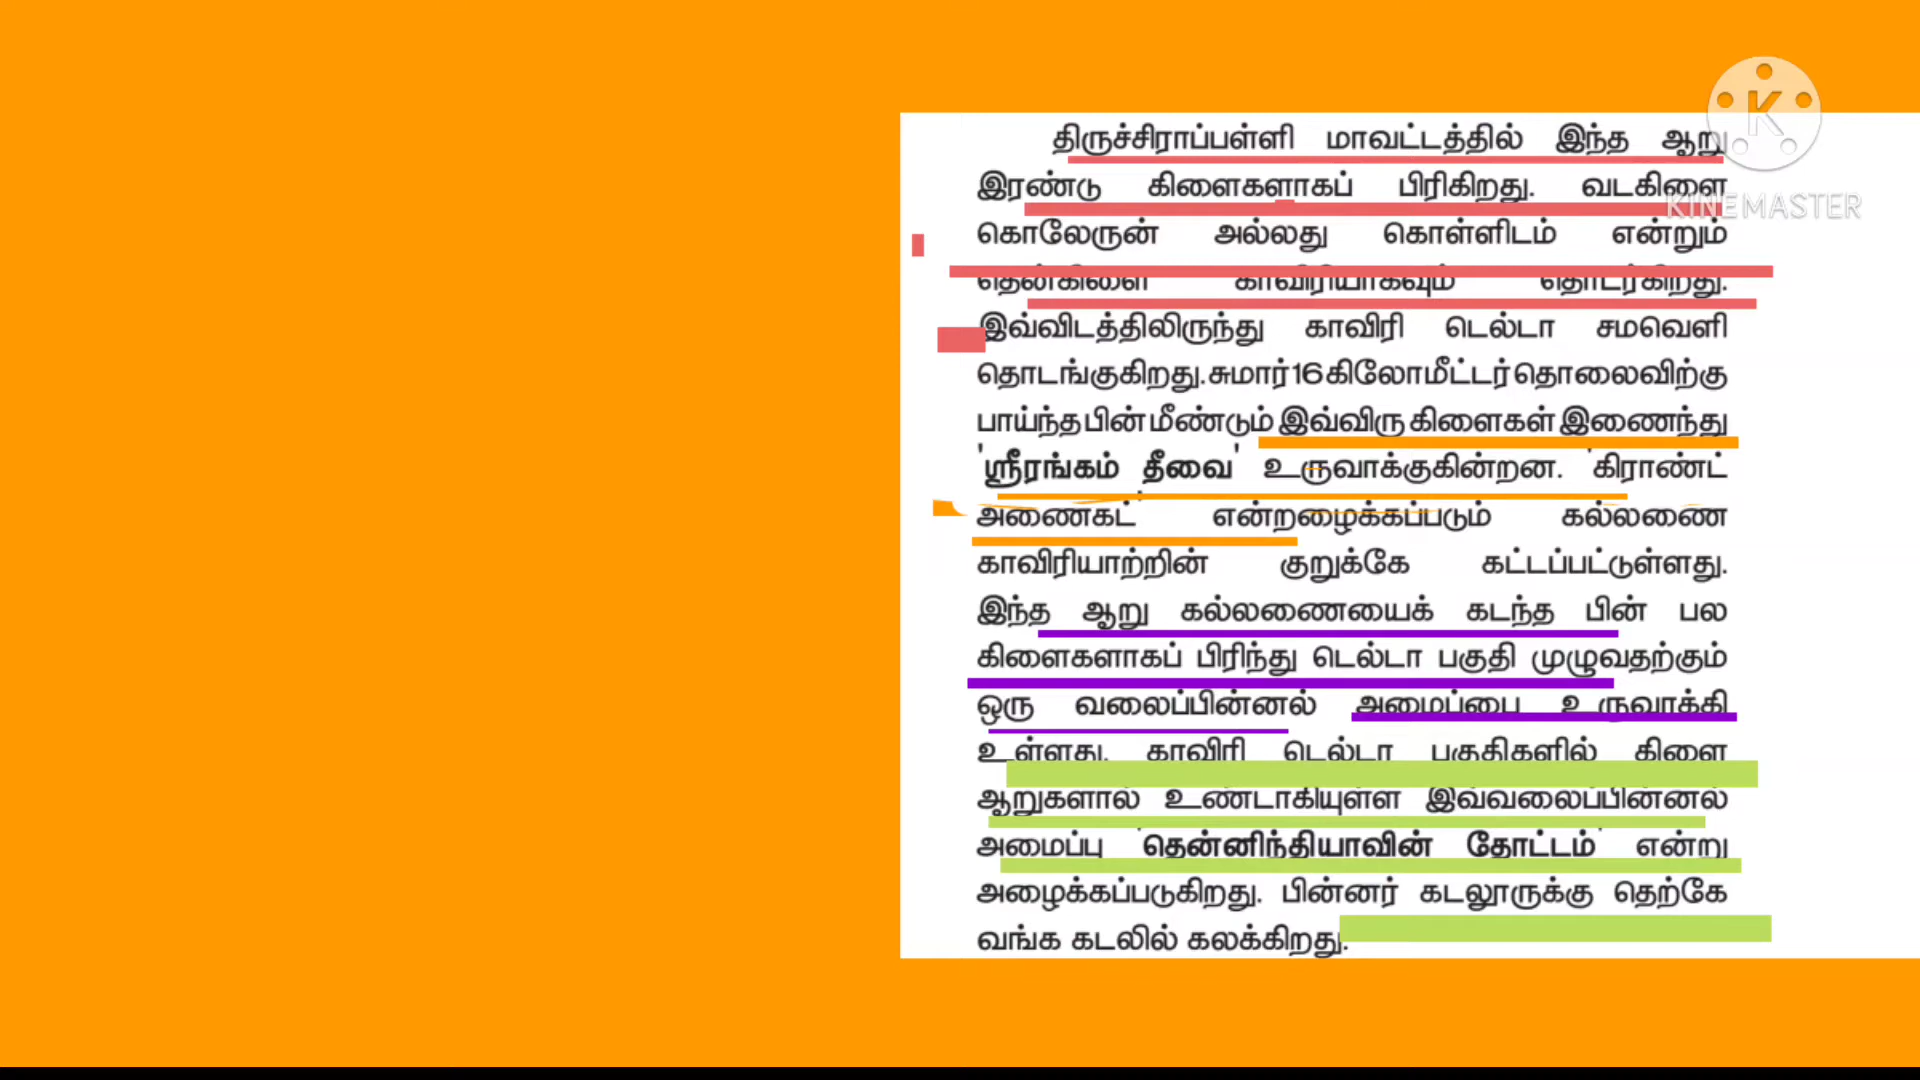 திருச்சிராப்பள்ளி மாவட்டத்தில் இந்த ஆறு
இரண்டு கிளைகளாகப் பிரிகிறது. வடகிளை
கொலேருன் அல்லது கொள்ளிடம் என்றும்
தென்கிளை காவிரியாகவும் தொடர்கிறது.
இவ்விடத்திலிருந்து காவிரி டெல்டா சமவெளி
தொடங்குகிறது. சுமார் 16 கிலோமீட்டர் தொலைவிற்கு
பாய்ந்த பின் மீண்டும் இவ்விரு கிளைகள் இணைந்து
'ஸ்ரீரங்கம் தீவை' உருவாக்குகின்றன. 'கிராண்ட்
அணைகட்' என்றழைக்கப்படும் கல்லணை
காவிரியாற்றின் குறுக்கே கட்டப்பட்டுள்ளது.
இந்த ஆறு கல்லணையைக் கடந்த பின் பல
கிளைகளாகப் பிரிந்து டெல்டா பகுதி முழுவதற்கும்
ஒரு வலைப்பின்னல் அமைப்பை உருவாக்கி
உள்ளது. காவிரி டெல்டா பகுதிகளில் கிளை
ஆறுகளால் உண்டாகியுள்ள இவ்வலைப்பின்னல்
அமைப்பு 'தென்னிந்தியாவின் தோட்டம்' என்று
அழைக்கப்படுகிறது. பின்னர் கடலூருக்கு தெற்கே
வங்க கடலில் கலக்கிறது.
K
KINEMASTER